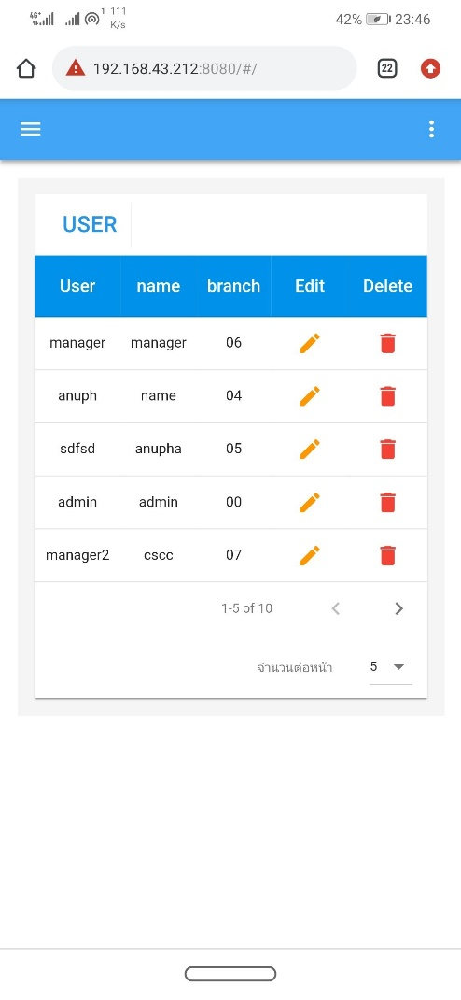 4G+ 1 111 K/s 42% 23:46
192.168.43.212:8080/#/ 22
USER
User name branch Edit Delete
manager manager 06
anuph name 04
sdfsd anupha 05
admin admin 00
manager2 cscc 07
1-5 of 10
จำนวนต่อหน้า 5